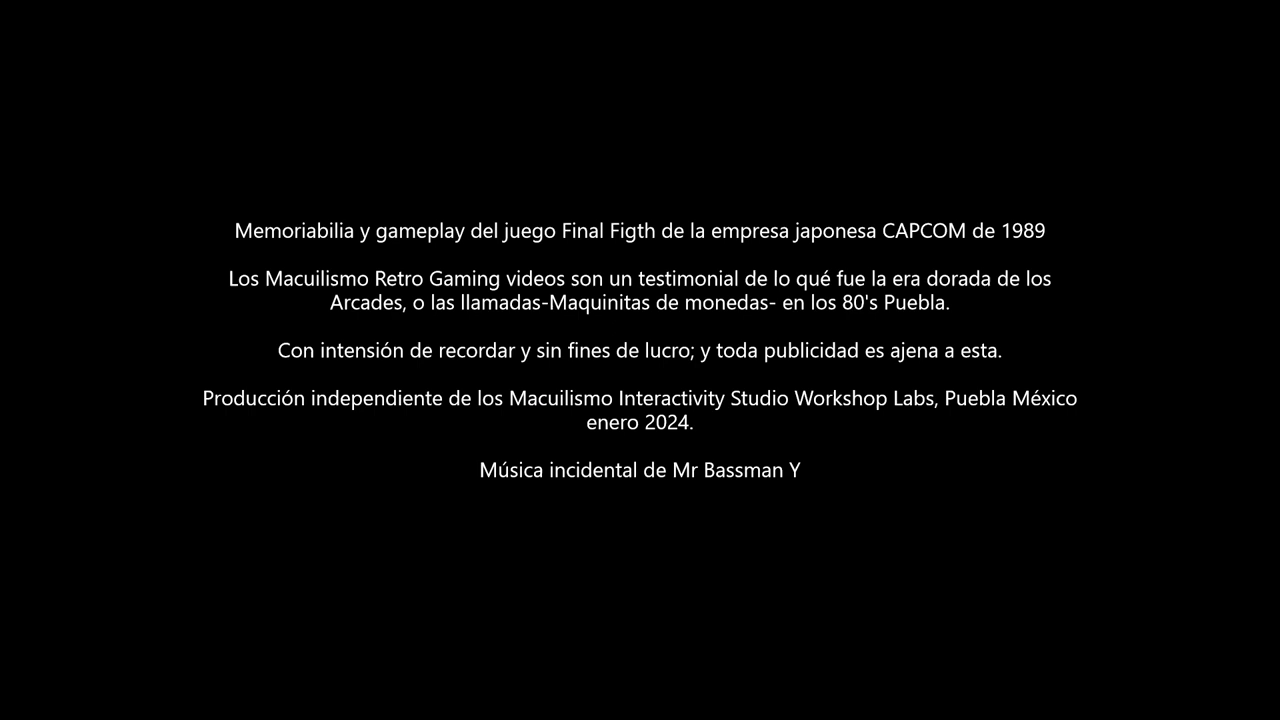 Memoriabilia y gameplay del juego Final Figth de la empresa japonesa CAPCOM de 1989
Los Macuilismo Retro Gaming videos son un testimonial de lo qué fue la era dorada de los
Arcades, o las llamadas-Maquinitas de monedas- en los 80's Puebla.
Con intensión de recordar y sin fines de lucro; y toda publicidad es ajena a esta.
Producción independiente de los Macuilismo Interactivity Studio Workshop Labs, Puebla México
enero 2024.
Música incidental de Mr Bassman Y